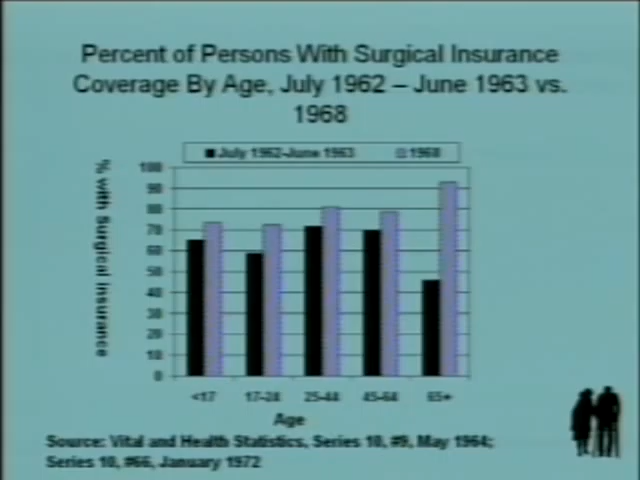 Percent of Persons With Surgical Insurance
Coverage By Age, July 1962 – June 1963 vs.
1968
July 1962-June 1963 1968
% with Surgical Insurance
100
90
80
70
60
50
40
30
20
10
0
<17 17-24 25-44 45-64 65+
Age
Source: Vital and Health Statistics, Series 10, #9, May 1964;
Series 10, #66, January 1972